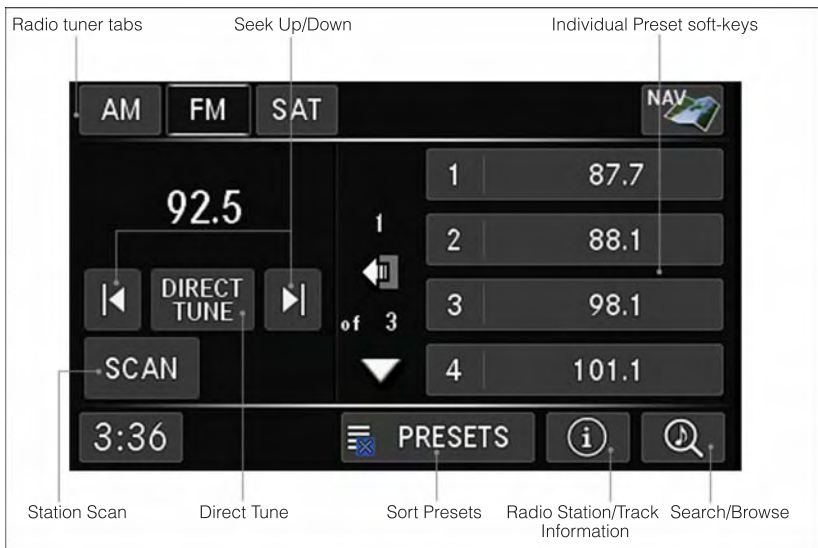 Radio tuner tabs
Seek Up/Down
Individual Preset soft-keys
AM
FM
SAT
NAV
92.5
DIRECT
TUNE
SCAN
1
of 3
1 87.7
2 88.1
3 98.1
4 101.1
3:36
PRESETS
i
Station Scan
Direct Tune
Sort Presets
Radio Station/Track
Information
Search/Browse